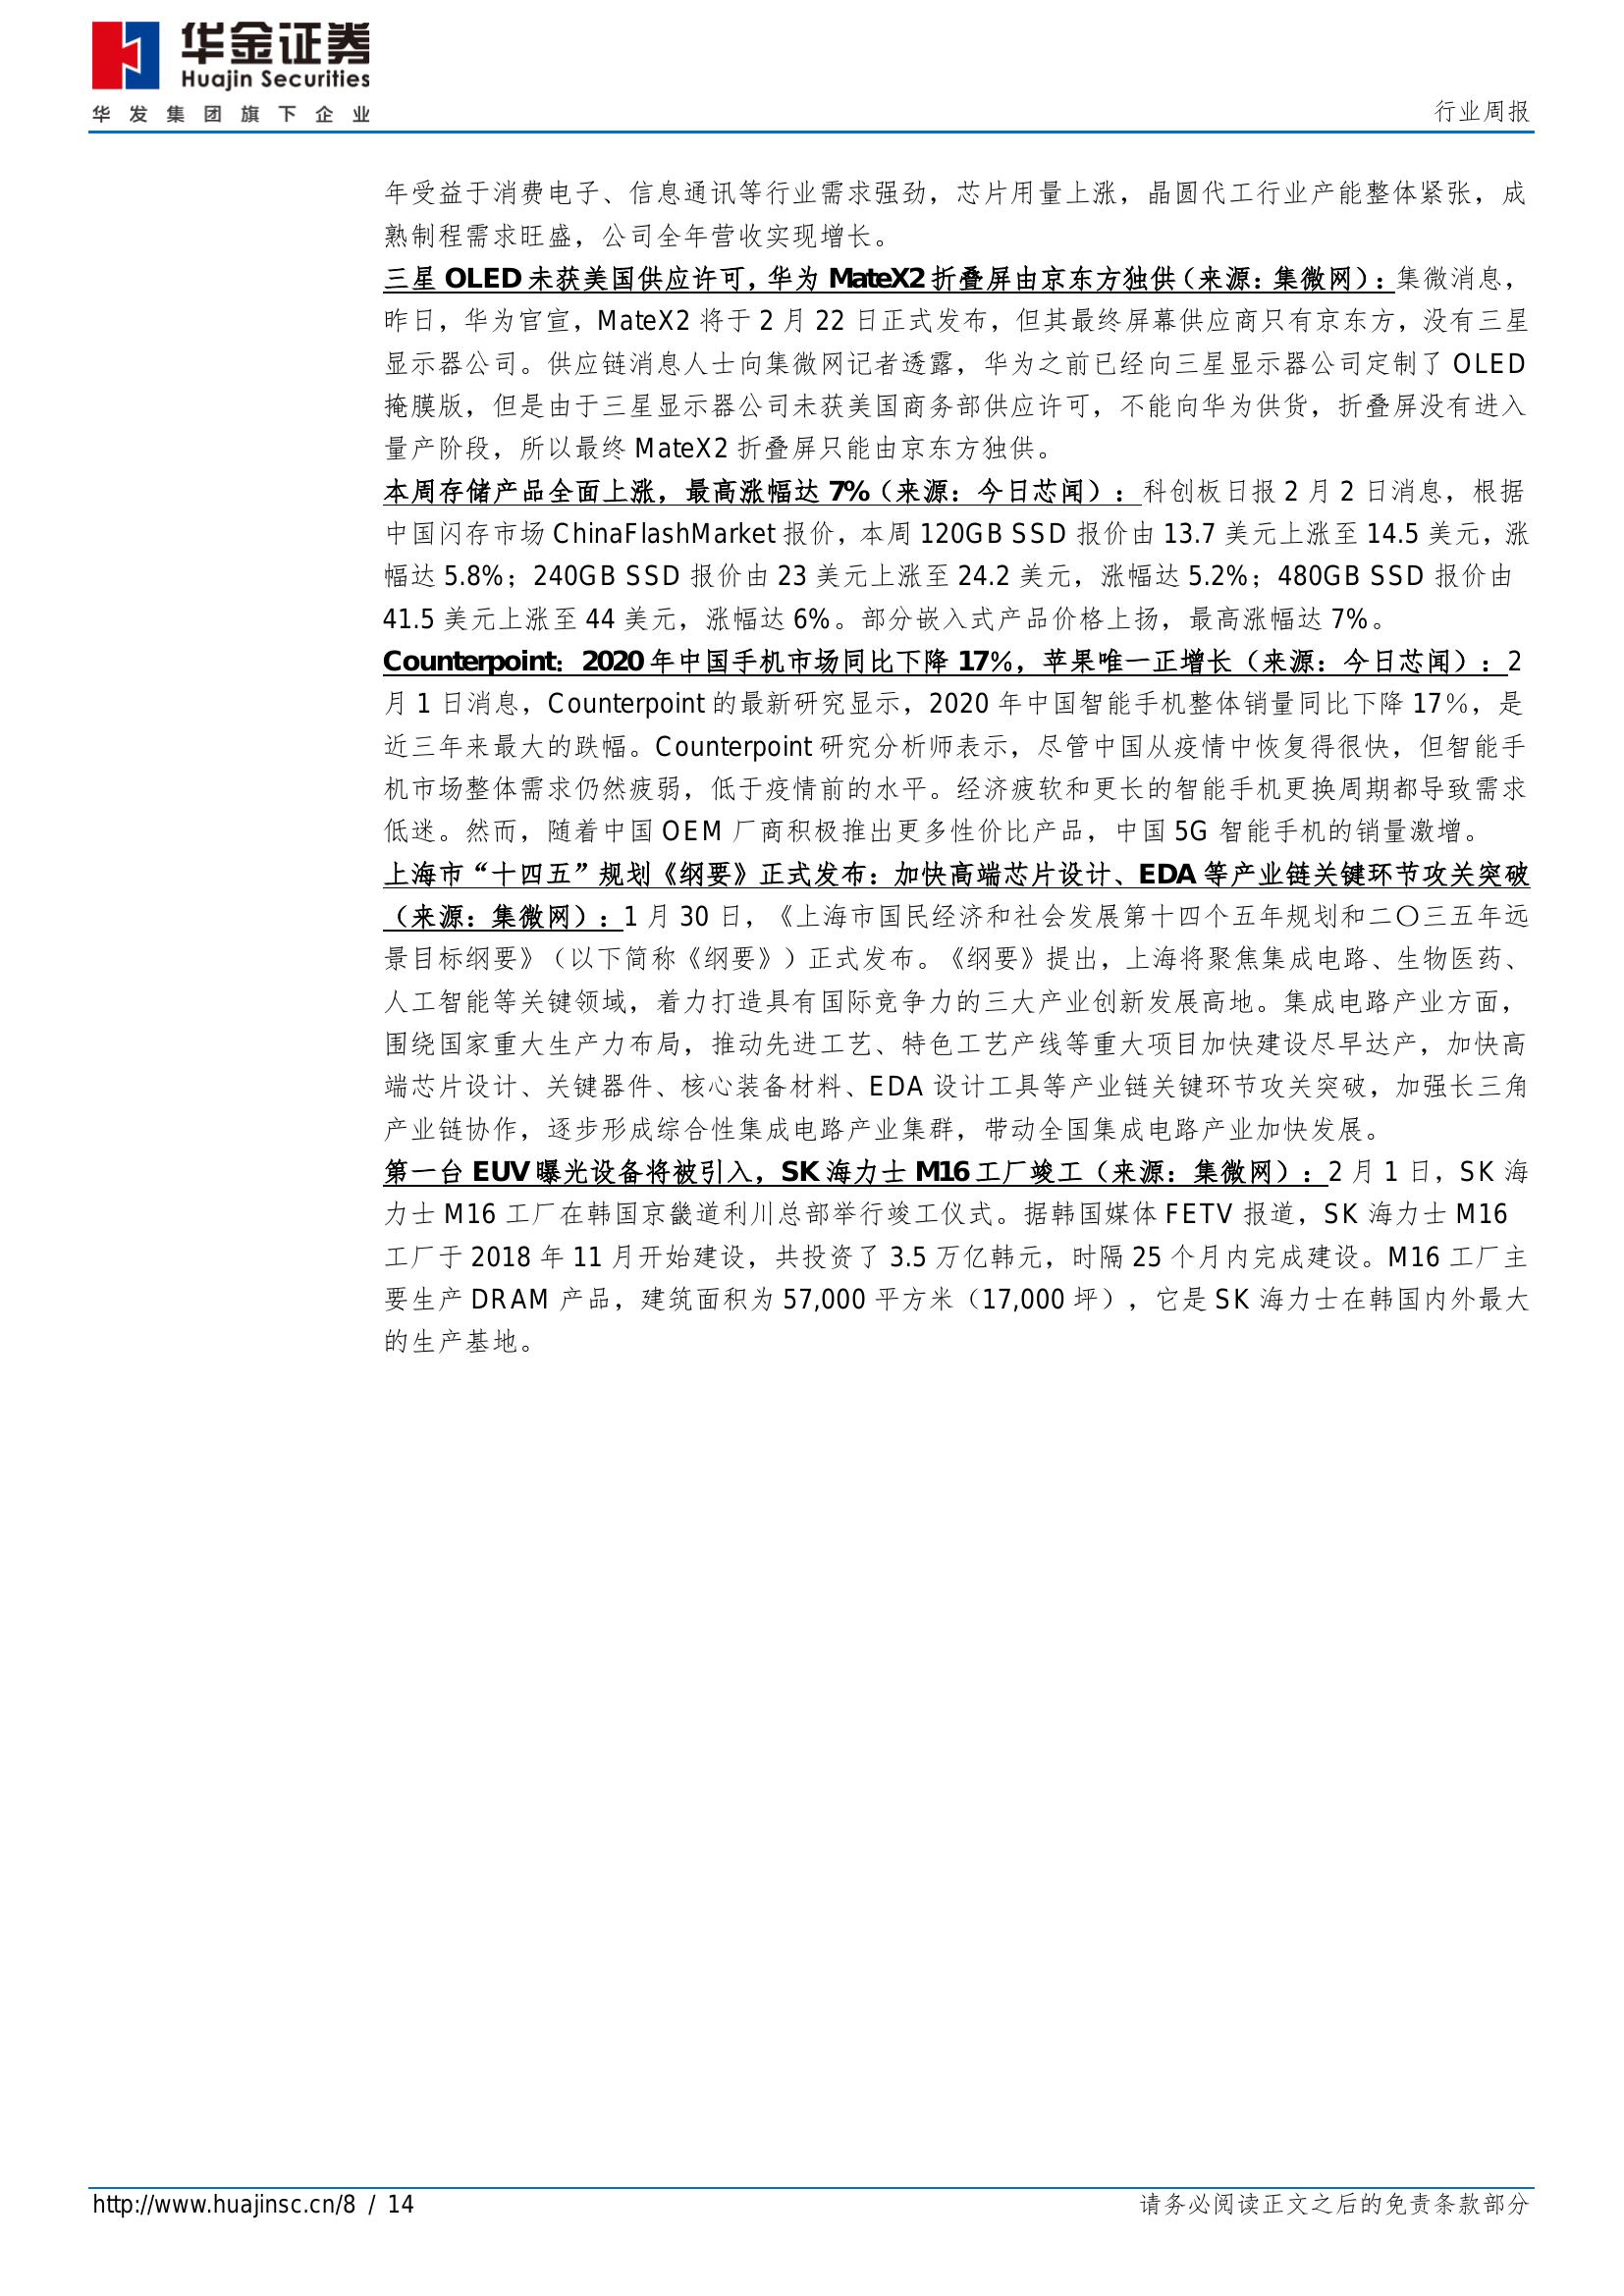 华金证券
Huajin Securities
华发集团旗下企业
行业周报
年受益于消费电子、信息通讯等行业需求强劲，芯片用量上涨，晶圆代工行业产能整体紧张，成
熟制程需求旺盛，公司全年营收实现增长。
三星 OLED 未获美国供应许可，华为 MateX2 折叠屏由京东方独供（来源：集微网）：集微消息，
昨日，华为官宣，MateX2 将于 2 月 22 日正式发布，但其最终屏幕供应商只有京东方，没有三星
显示器公司。供应链消息人士向集微网记者透露，华为之前已经向三星显示器公司定制了 OLED
掩膜版，但是由于三星显示器公司未获美国商务部供应许可，不能向华为供货，折叠屏没有进入
量产阶段，所以最终 MateX2 折叠屏只能由京东方独供。
本周存储产品全面上涨，最高涨幅达 7%（来源：今日芯闻）：科创板日报 2 月 2 日消息，根据
中国闪存市场 ChinaFlashMarket 报价，本周 120GB SSD 报价由 13.7 美元上涨至 14.5 美元，涨
幅达 5.8%；240GB SSD 报价由 23 美元上涨至 24.2 美元，涨幅达 5.2%；480GB SSD 报价由
41.5 美元上涨至 44 美元，涨幅达 6%。部分嵌入式产品价格上扬，最高涨幅达 7%。
Counterpoint：2020 年中国手机市场同比下降 17%，苹果唯一正增长（来源：今日芯闻）：2
月 1 日消息，Counterpoint 的最新研究显示，2020 年中国智能手机整体销量同比下降 17%，是
近三年来最大的跌幅。Counterpoint 研究分析师表示，尽管中国从疫情中恢复得很快，但智能手
机市场整体需求仍然疲弱，低于疫情前的水平。经济疲软和更长的智能手机更换周期都导致需求
低迷。然而，随着中国 OEM 厂商积极推出更多性价比产品，中国 5G 智能手机的销量激增。
上海市“十四五”规划《纲要》正式发布：加快高端芯片设计、EDA 等产业链关键环节攻关突破
（来源：集微网）：1 月 30 日，《上海市国民经济和社会发展第十四个五年规划和二〇三五年远
景目标纲要》（以下简称《纲要》）正式发布。《纲要》提出，上海将聚焦集成电路、生物医药、
人工智能等关键领域，着力打造具有国际竞争力的三大产业创新发展高地。集成电路产业方面，
围绕国家重大生产力布局，推动先进工艺、特色工艺产线等重大项目加快建设尽早达产，加快高
端芯片设计、关键器件、核心装备材料、EDA 设计工具等产业链关键环节攻关突破，加强长三角
产业链协作，逐步形成综合性集成电路产业集群，带动全国集成电路产业加快发展。
第一台 EUV 曝光设备将被引入，SK 海力士 M16 工厂竣工（来源：集微网）：2 月 1 日，SK 海
力士 M16 工厂在韩国京畿道利川总部举行竣工仪式。据韩国媒体 FETV 报道，SK 海力士 M16
工厂于 2018 年 11 月开始建设，共投资了 3.5 万亿韩元，时隔 25 个月内完成建设。M16 工厂主
要生产 DRAM 产品，建筑面积为 57,000 平方米（17,000 坪），它是 SK 海力士在韩国内外最大
的生产基地。
http://www.huajinsc.cn/8 / 14
请务必阅读正文之后的免责条款部分